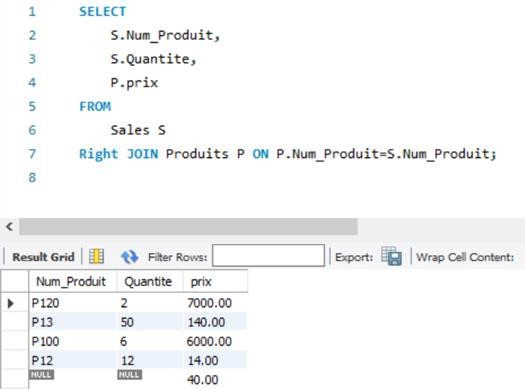 1 SELECT
2 S.Num_Produit,
3 S.Quantite,
4 P.prix
5 FROM
6 Sales S
7 Right JOIN Produits P ON P.Num_Produit=S.Num_Produit;
8
Result Grid Filter Rows: Export: Wrap Cell Content:
Num_Produit Quantite prix
P120 2 7000.00
P13 50 140.00
P100 6 6000.00
P12 12 14.00
NULL NULL 40.00